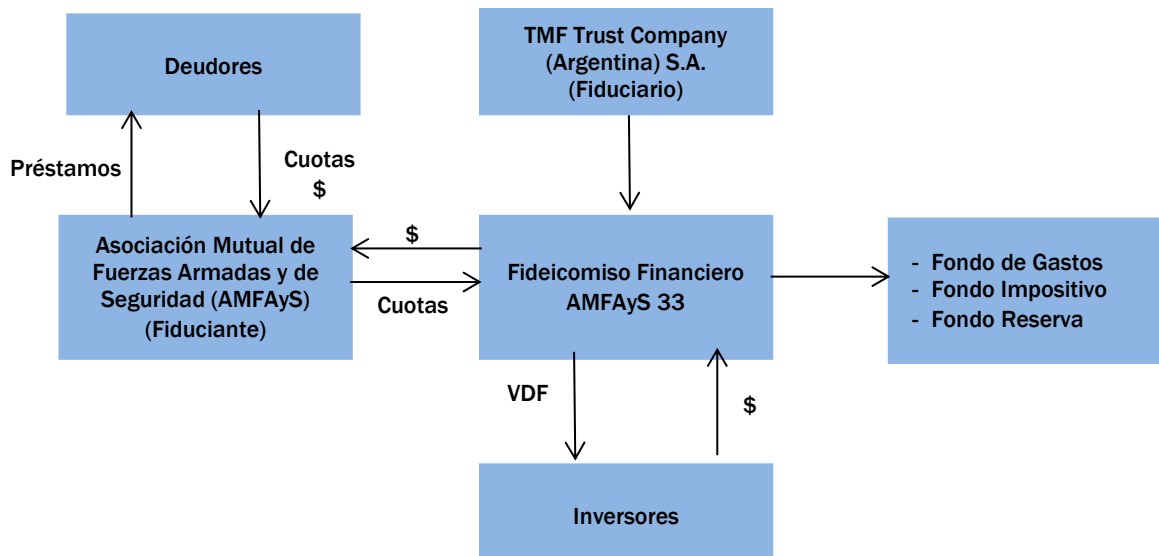 Deudores
TMF Trust Company
(Argentina) S.A.
(Fiduciario)
Préstamos
Cuotas
$
Asociación Mutual de
Fuerzas Armadas y de
Seguridad (AMFAyS)
(Fiduciante)
$
Cuotas
Fideicomiso Financiero
AMFAyS 33
- Fondo de Gastos
- Fondo Impositivo
- Fondo Reserva
VDF
$
Inversores